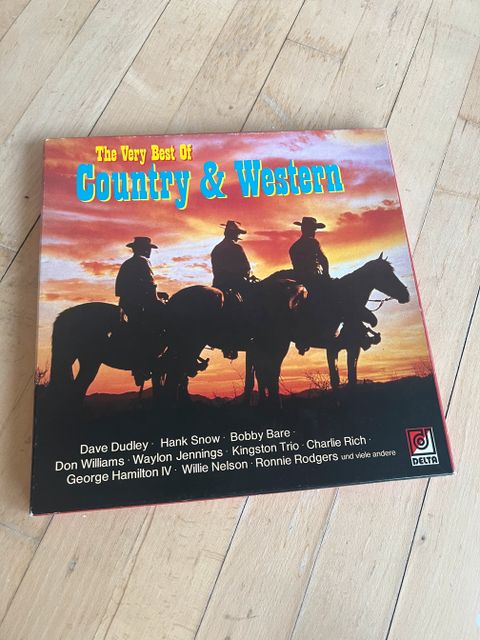 The Very Best Of
Country & Western
Dave Dudley · Hank Snow · Bobby Bare ·
Don Williams · Waylon Jennings · Kingston Trio · Charlie Rich ·
George Hamilton IV · Willie Nelson · Ronnie Rodgers und viele andere
DELTA